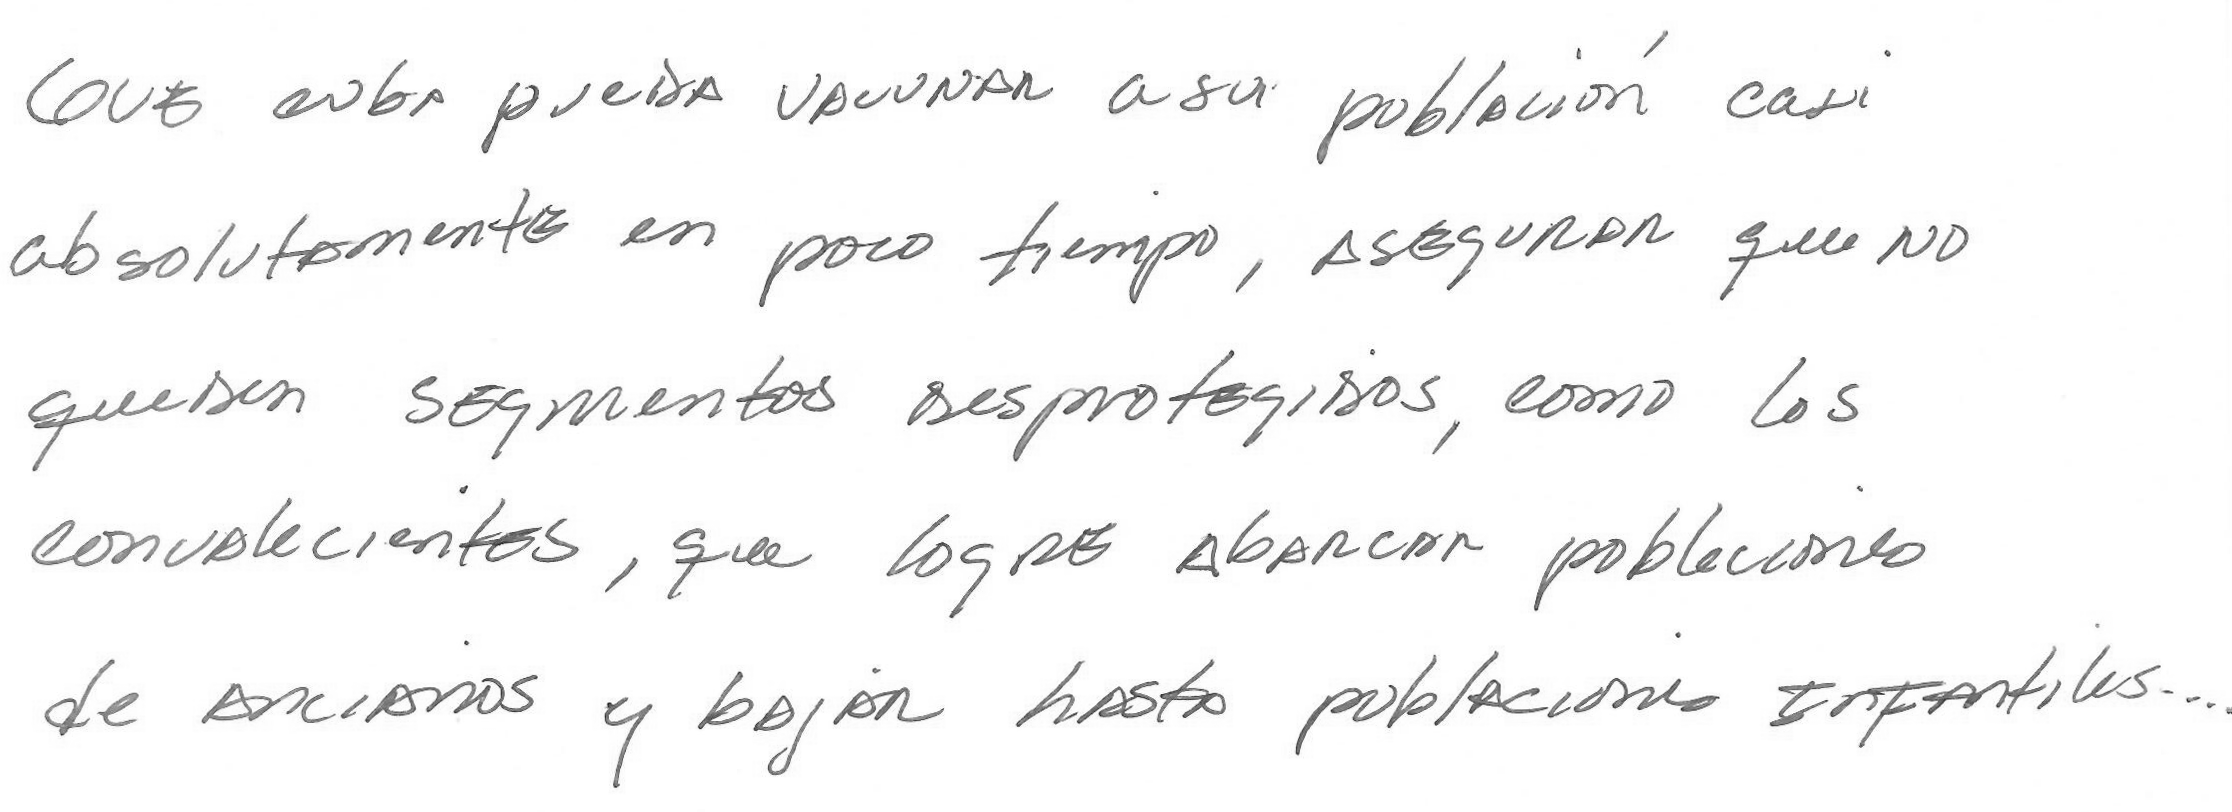 Que cuba pueda vacunar a su población casi
absolutamente en poco tiempo, asegurar que no
queden segmentos desprotegidos, como los
convalecientes, que logre abarcar poblaciones
de ancianos y bajar hasta poblaciones infantiles...